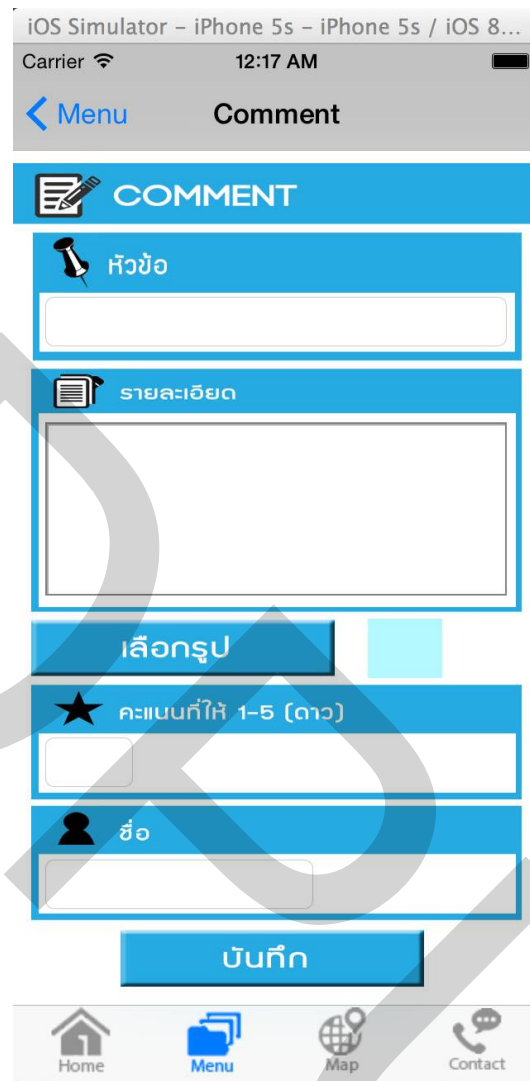 iOS Simulator – iPhone 5s – iPhone 5s / iOS 8...
Carrier 12:17 AM
Menu Comment
COMMENT
หัวข้อ
รายละเอียด
เลือกรูป
คะแนนที่ให้ 1-5 (ดาว)
ชื่อ
บันทึก
Home Menu Map Contact